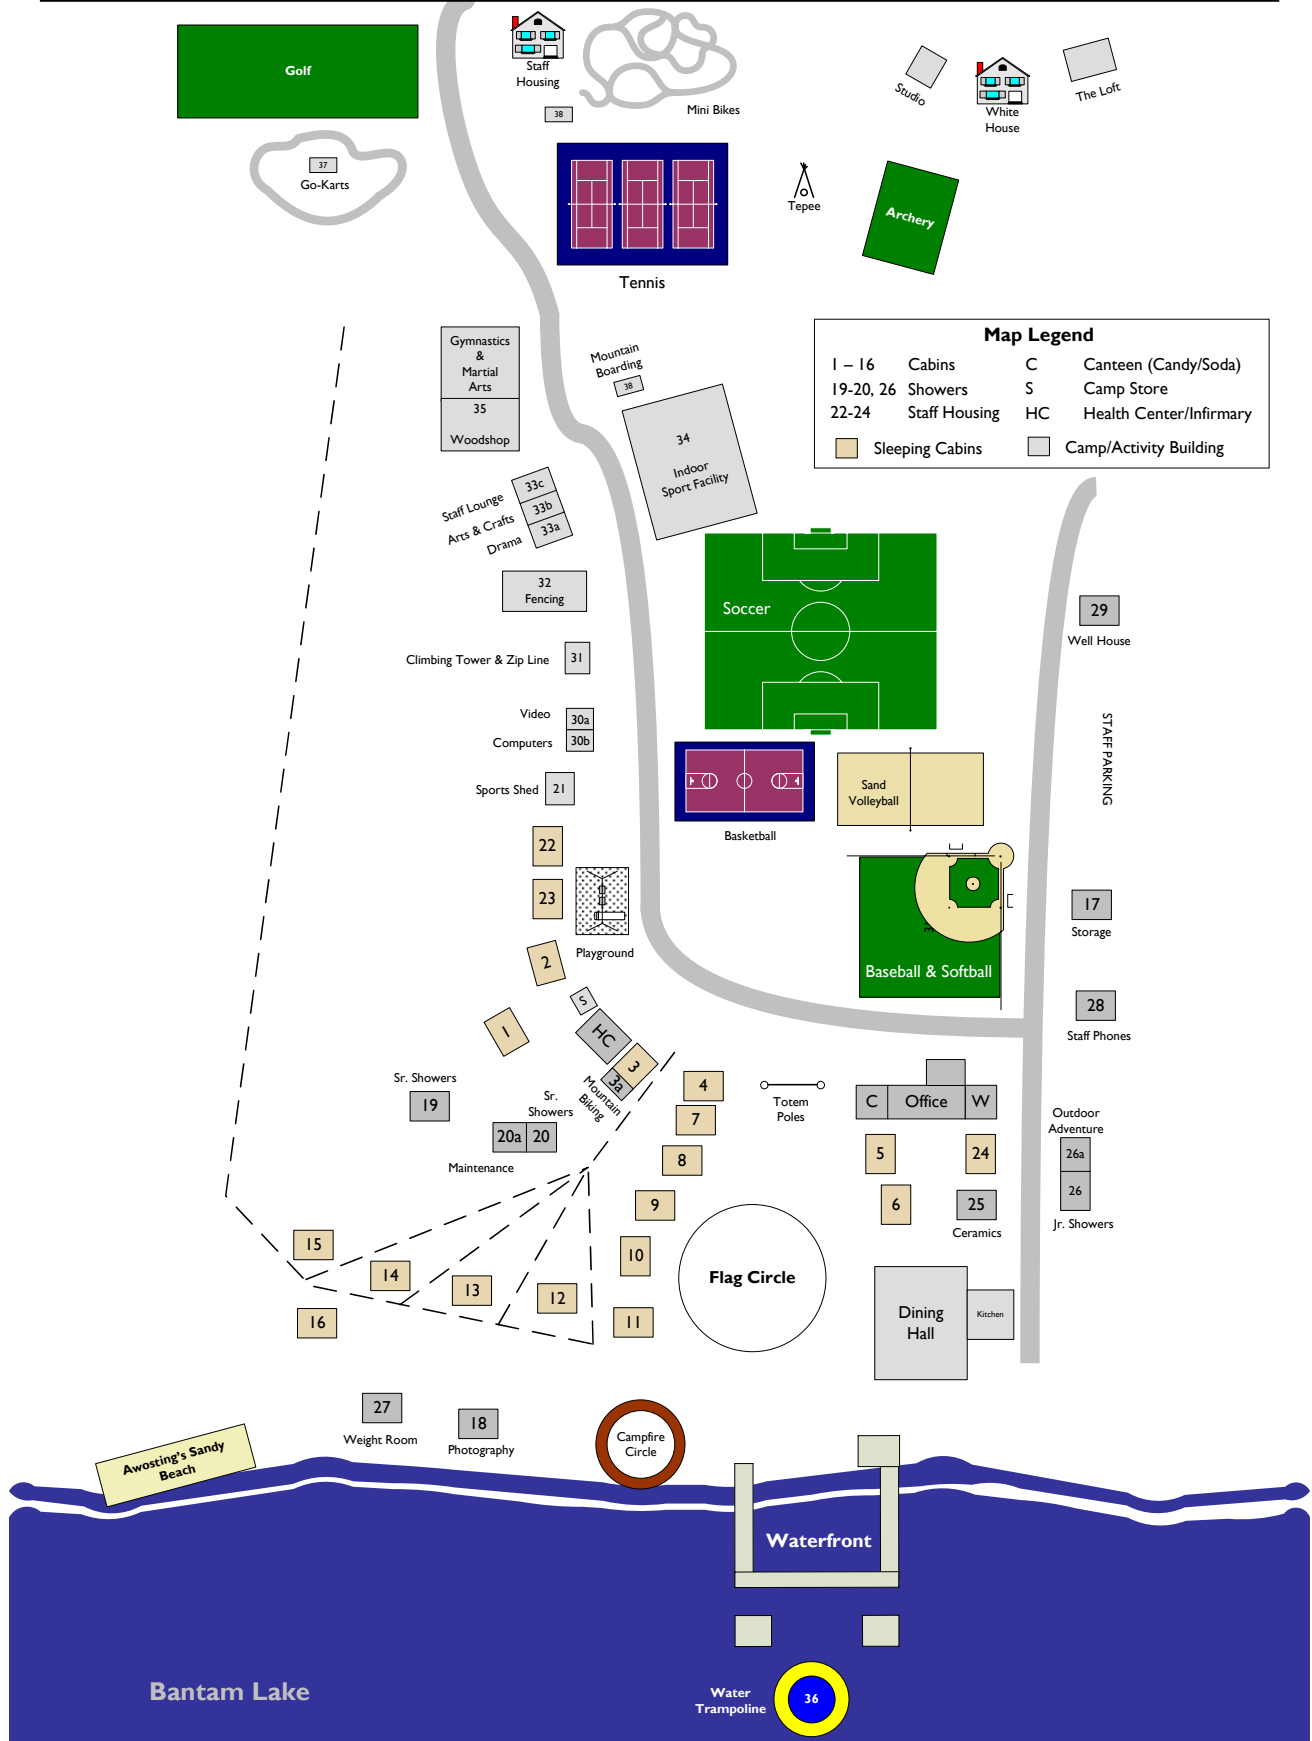 Golf
Staff
Housing
38
Mini Bikes
Studio
White
House
The Loft
37
Go-Karts
Tepee
Archery
Tennis
Gymnastics
&
Martial
Arts
35
Woodshop
Mountain
Boarding
38
34
Indoor
Sport Facility
Map Legend
1 – 16 Cabins C Canteen (Candy/Soda)
19-20, 26 Showers S Camp Store
22-24 Staff Housing HC Health Center/Infirmary
Sleeping Cabins Camp/Activity Building
Staff Lounge 33c
Arts & Crafts 33b
Drama 33a
32
Fencing
Soccer
29
Well House
Climbing Tower & Zip Line 31
Video 30a
Computers 30b
STAFF PARKING
Sports Shed 21
Sand
Volleyball
Basketball
22
23
Playground
17
Storage
2
Baseball & Softball
S
28
Staff Phones
1
HC
3
3a
Mountain
Biking
Sr. Showers
19
Sr.
Showers
20a 20
Maintenance
4
7
8
Totem
Poles
C Office W
Outdoor
Adventure
26a
26
Jr. Showers
5
24
6
25
Ceramics
9
10
11
Flag Circle
15
14
13
12
16
Dining
Hall
Kitchen
27
Weight Room
18
Photography
Campfire
Circle
Awosting's Sandy
Beach
Waterfront
Bantam Lake
Water
Trampoline
36